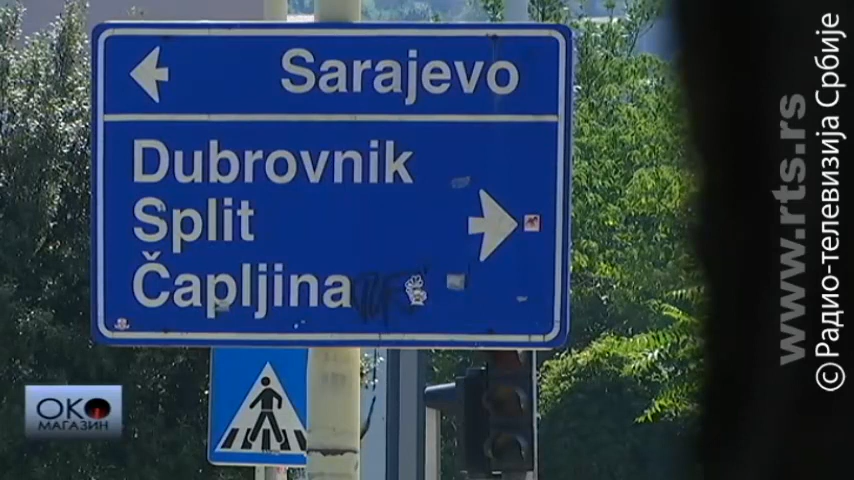 Sarajevo
Dubrovnik
Split
Čapljina
ОКО
МАГАЗИН
www.rts.rs
© Радио-телевизија Србије